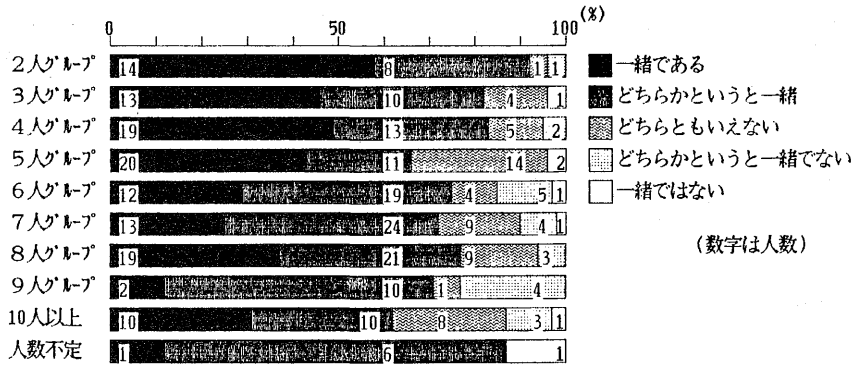 0 50 100 (%)
2人グループ 14 8 1 1
3人グループ 13 10 4 1
4人グループ 19 13 5 2
5人グループ 20 11 14 2
6人グループ 12 19 4 5 1
7人グループ 13 24 9 4 1
8人グループ 19 21 9 3
9人グループ 2 10 1 4
10人以上 10 10 8 3 1
人数不定 1 6 1
一緒である
どちらかというと一緒
どちらともいえない
どちらかというと一緒でない
一緒ではない
(数字は人数)